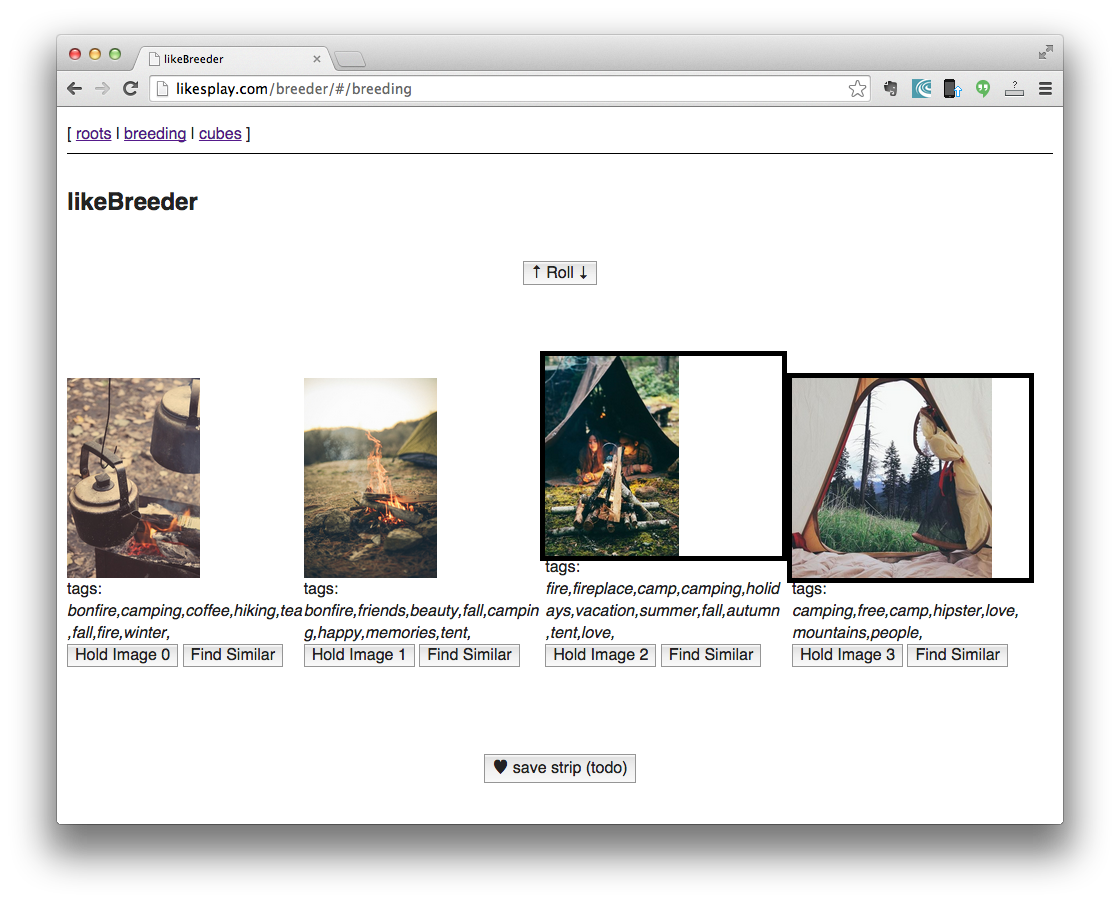 likeBreeder
likesplay.com/breeder/#/breeding
[ roots | breeding | cubes ]
likeBreeder
↑ Roll ↓
tags:
bonfire,camping,coffee,hiking,tea
,fall,fire,winter,
Hold Image 0 Find Similar
tags:
bonfire,friends,beauty,fall,campin
g,happy,memories,tent,
Hold Image 1 Find Similar
tags:
fire,fireplace,camp,camping,holid
ays,vacation,summer,fall,autumn
,tent,love,
Hold Image 2 Find Similar
tags:
camping,free,camp,hipster,love,
mountains,people,
Hold Image 3 Find Similar
♥ save strip (todo)